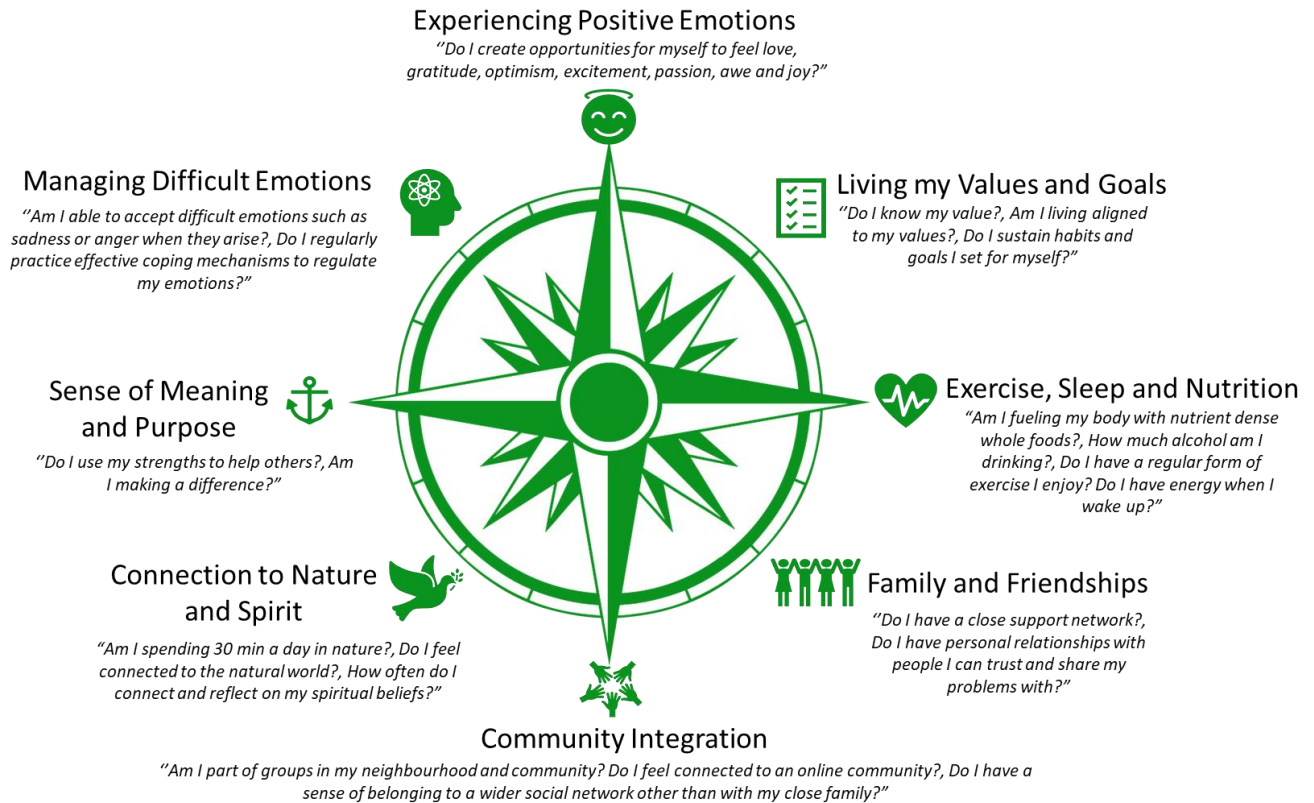 Experiencing Positive Emotions
“Do I create opportunities for myself to feel love,
gratitude, optimism, excitement, passion, awe and joy?”
Managing Difficult Emotions
“Am I able to accept difficult emotions such as
sadness or anger when they arise?, Do I regularly
practice effective coping mechanisms to regulate
my emotions?”
Living my Values and Goals
“Do I know my value?, Am I living aligned
to my values?, Do I sustain habits and
goals I set for myself?”
Sense of Meaning
and Purpose
“Do I use my strengths to help others?, Am
I making a difference?”
Exercise, Sleep and Nutrition
“Am I fueling my body with nutrient dense
whole foods?, How much alcohol am I
drinking?, Do I have a regular form of
exercise I enjoy? Do I have energy when I
wake up?”
Connection to Nature
and Spirit
“Am I spending 30 min a day in nature?, Do I feel
connected to the natural world?, How often do I
connect and reflect on my spiritual beliefs?”
Family and Friendships
“Do I have a close support network?,
Do I have personal relationships with
people I can trust and share my
problems with?”
Community Integration
“Am I part of groups in my neighbourhood and community? Do I feel connected to an online community?, Do I have a
sense of belonging to a wider social network other than with my close family?”